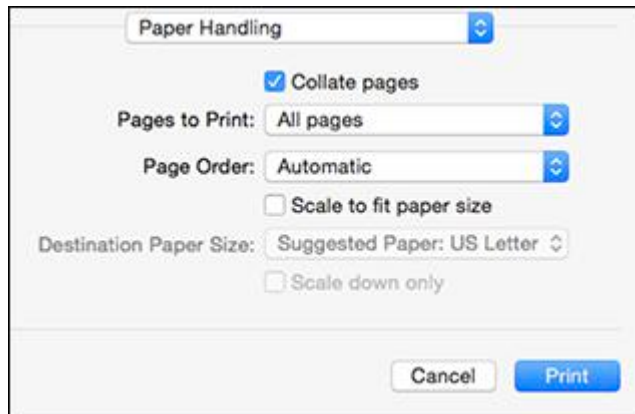 Paper Handling
Collate pages
Pages to Print: All pages
Page Order: Automatic
Scale to fit paper size
Destination Paper Size: Suggested Paper: US Letter
Scale down only
Cancel Print